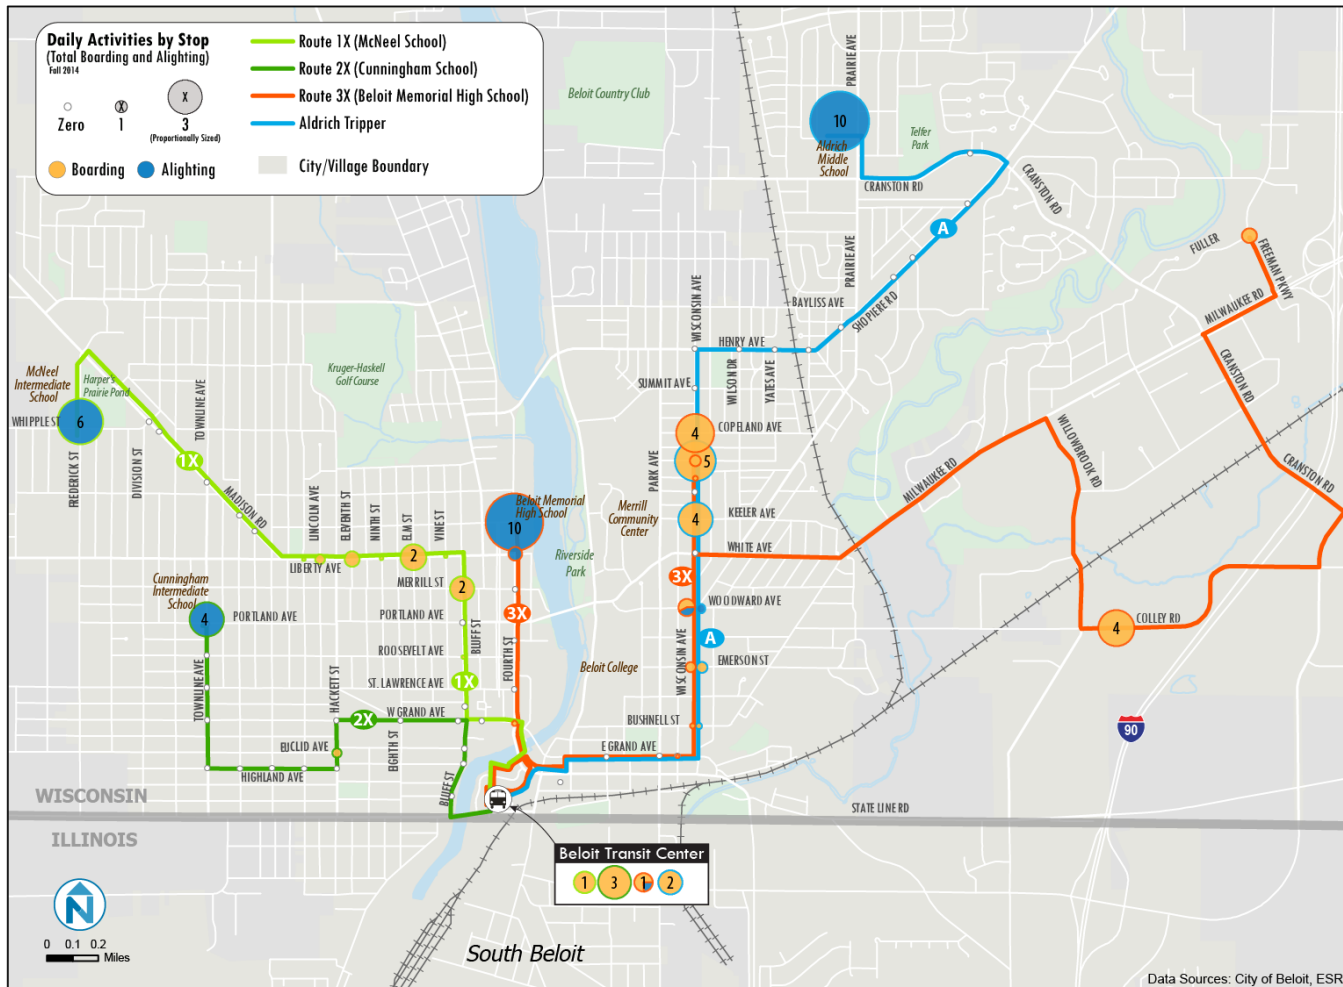 Daily Activities by Stop
(Total Boarding and Alighting)
Fall 2014
X
X
Zero
1
3
(Proportionally Sized)
Boarding
Alighting
Route 1X (McNeel School)
Route 2X (Cunningham School)
Route 3X (Beloit Memorial High School)
Aldrich Tripper
City/Village Boundary
Beloit Country Club
PRAIRIE AVE
10
Aldrich
Middle
School
Telfer
Park
CRANSTON RD
CRANSTON RD
A
FULLER
FREEMAN PKWY
PRAIRIE AVE
BAYLISS AVE
SHOPIERE RD
MILWAUKEE RD
WISCONSIN AVE
HENRY AVE
WILSON DR
YATES AVE
SUMMIT AVE
CRANSTON RD
McNeel
Intermediate
School
Harper's
Prairie Pond
Kruger-Haskell
Golf Course
WHIPPLE ST
6
TOWNLINE AVE
FREDERICK ST
DIVISION ST
1X
MADISON RD
4
COPELAND AVE
5
PARK AVE
WILLOWBROOK RD
MILWAUKEE RD
CRANSTON RD
LINCOLN AVE
ELEVENTH ST
NINTH ST
ELM ST
VINE ST
Beloit Memorial
High School
10
Merrill
Community
Center
4
KEELER AVE
WHITE AVE
2
LIBERTY AVE
Riverside
Park
MERRILL ST
2
Cunningham
Intermediate
School
4
PORTLAND AVE
PORTLAND AVE
3X
3X
WOODWARD AVE
A
4
COLLEY RD
ROOSEVELT AVE
BLUFF ST
FOURTH ST
Beloit College
WISCONSIN AVE
EMERSON ST
ST. LAWRENCE AVE
1X
TOWNLINE AVE
HACKETT ST
2X
W GRAND AVE
BUSHNELL ST
EUCLID AVE
EIGHTH ST
E GRAND AVE
90
HIGHLAND AVE
BLUFF ST
WISCONSIN
STATE LINE RD
ILLINOIS
Beloit Transit Center
1
3
1
2
N
0 0.1 0.2
Miles
South Beloit
Data Sources: City of Beloit, ESR